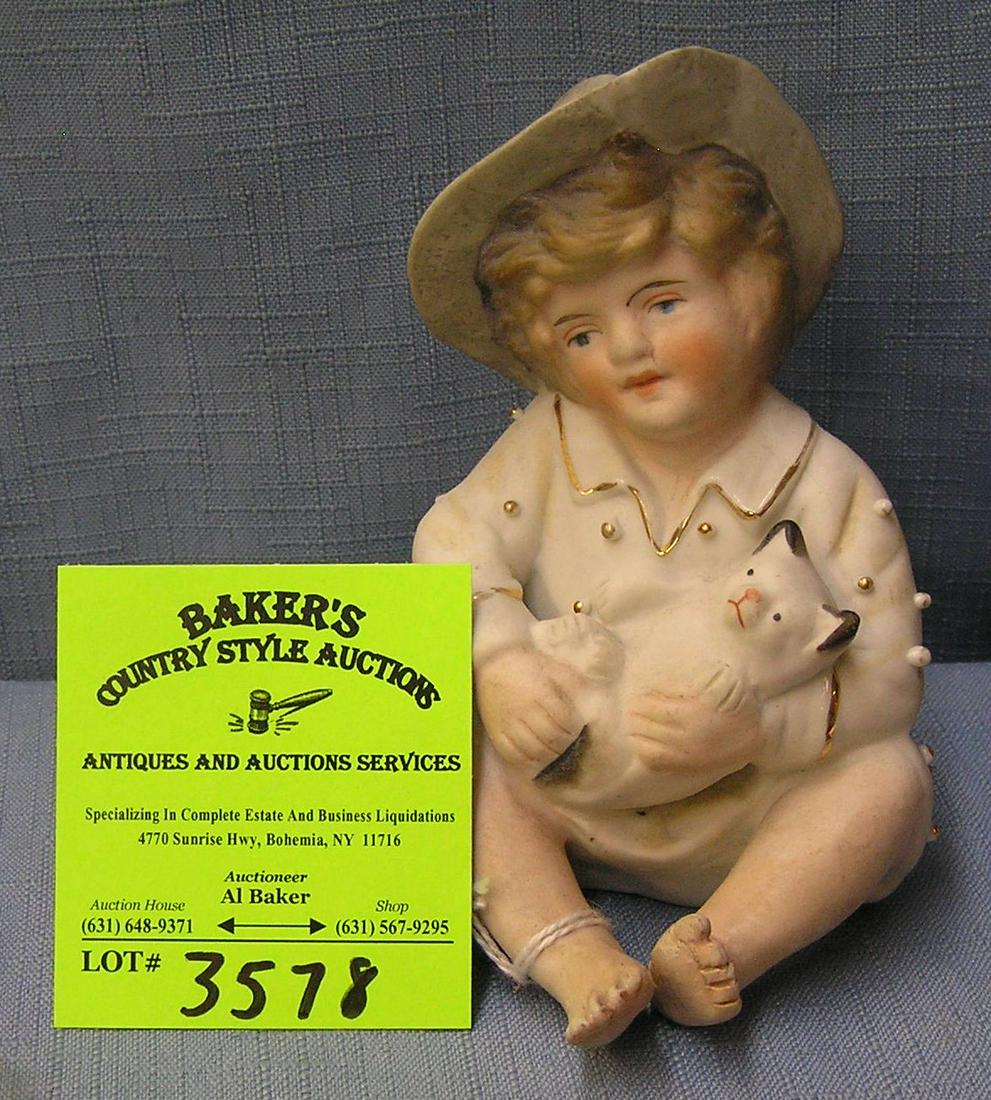 BAKER'S
COUNTRY STYLE AUCTIONS
ANTIQUES AND AUCTIONS SERVICES
Specializing In Complete Estate And Business Liquidations
4770 Sunrise Hwy, Bohemia, NY 11716
Auctioneer
Al Baker
Auction House Shop
(631) 648-9371 (631) 567-9295
LOT# 3578